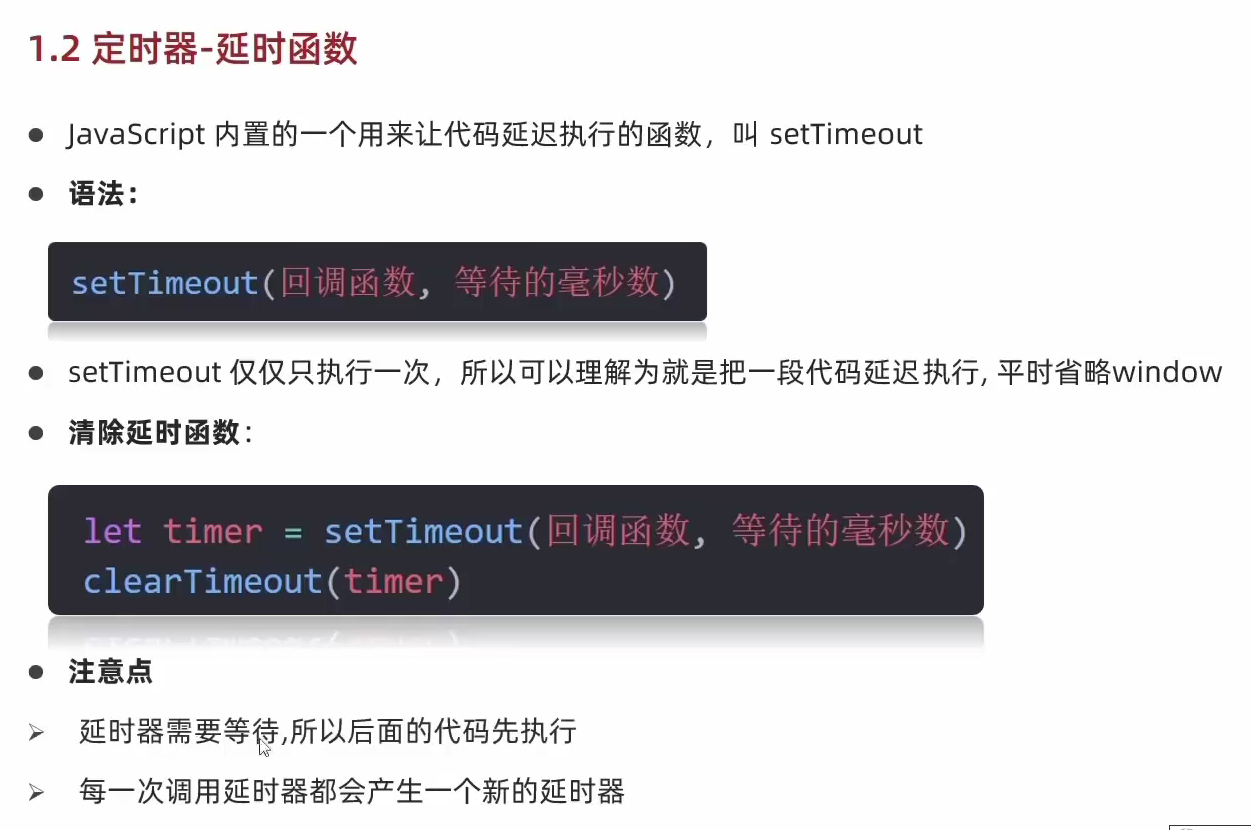 1.2 定时器-延时函数
JavaScript 内置的一个用来让代码延迟执行的函数，叫 setTimeout
语法：
setTimeout(回调函数, 等待的毫秒数)
setTimeout 仅仅只执行一次，所以可以理解为就是把一段代码延迟执行, 平时省略window
清除延时函数：
let timer = setTimeout(回调函数, 等待的毫秒数)
clearTimeout(timer)
注意点
延时器需要等待,所以后面的代码先执行
每一次调用延时器都会产生一个新的延时器